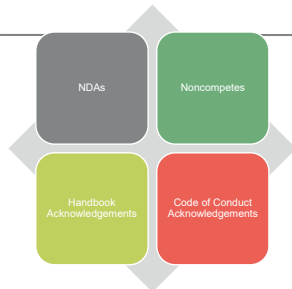 NDAs
Noncompetes
Handbook
Acknowledgements
Code of Conduct
Acknowledgements